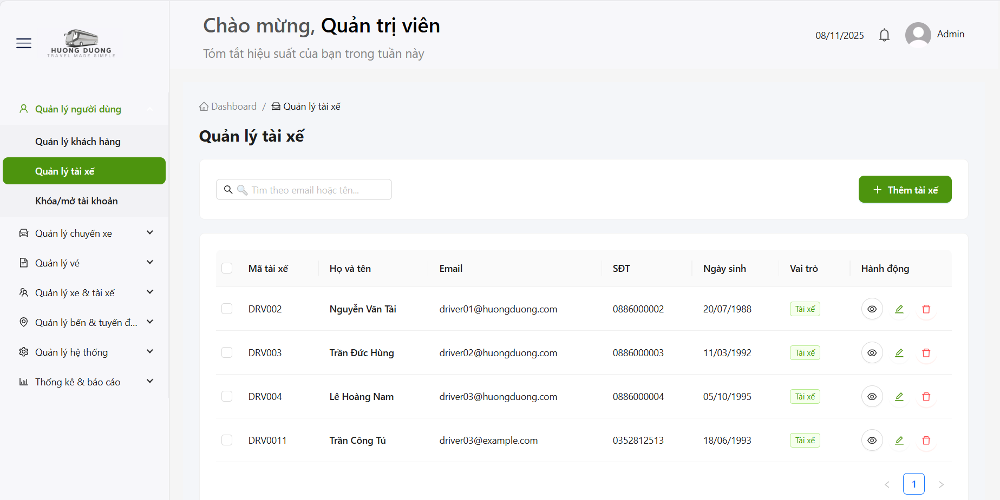 HUONG DUONG
TRAVEL MADE SIMPLE
Chào mừng, Quản trị viên
Tóm tắt hiệu suất của bạn trong tuần này
08/11/2025
Admin
Quản lý người dùng
Quản lý khách hàng
Quản lý tài xế
Khóa/mở tài khoản
Quản lý chuyến xe
Quản lý vé
Quản lý xe & tài xế
Quản lý bến & tuyến đ...
Quản lý hệ thống
Thống kê & báo cáo
Dashboard / Quản lý tài xế
Quản lý tài xế
Tìm theo email hoặc tên...
+ Thêm tài xế
Mã tài xế Họ và tên Email SĐT Ngày sinh Vai trò Hành động
DRV002 Nguyễn Văn Tài driver01@huongduong.com 0886000002 20/07/1988 Tài xế
DRV003 Trần Đức Hùng driver02@huongduong.com 0886000003 11/03/1992 Tài xế
DRV004 Lê Hoàng Nam driver03@huongduong.com 0886000004 05/10/1995 Tài xế
DRV0011 Trần Công Tú driver03@example.com 0352812513 18/06/1993 Tài xế
< 1 >